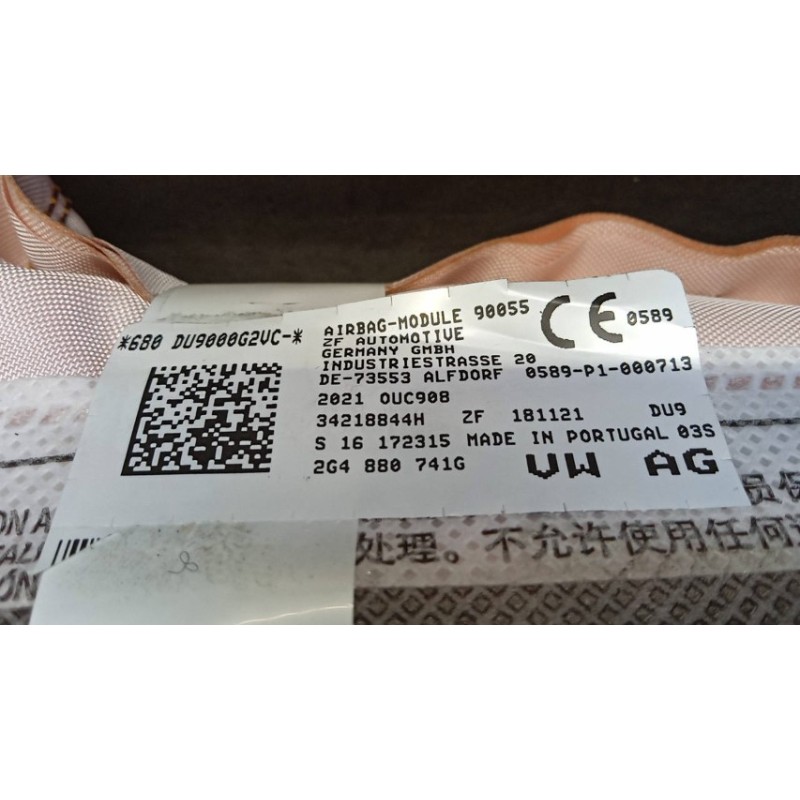 *680 DU9000G2VC-*
AIRBAG-MODULE 90055
ZF AUTOMOTIVE
GERMANY GMBH
INDUSTRIESTRASSE 20
DE-73553 ALFDORF 0589-P1-000713
CE 0589
2021 OUC908
34218844H ZF 181121 DU9
S 16 172315 MADE IN PORTUGAL 03S
2G4 880 741G VW AG
处理。不允许使用任何